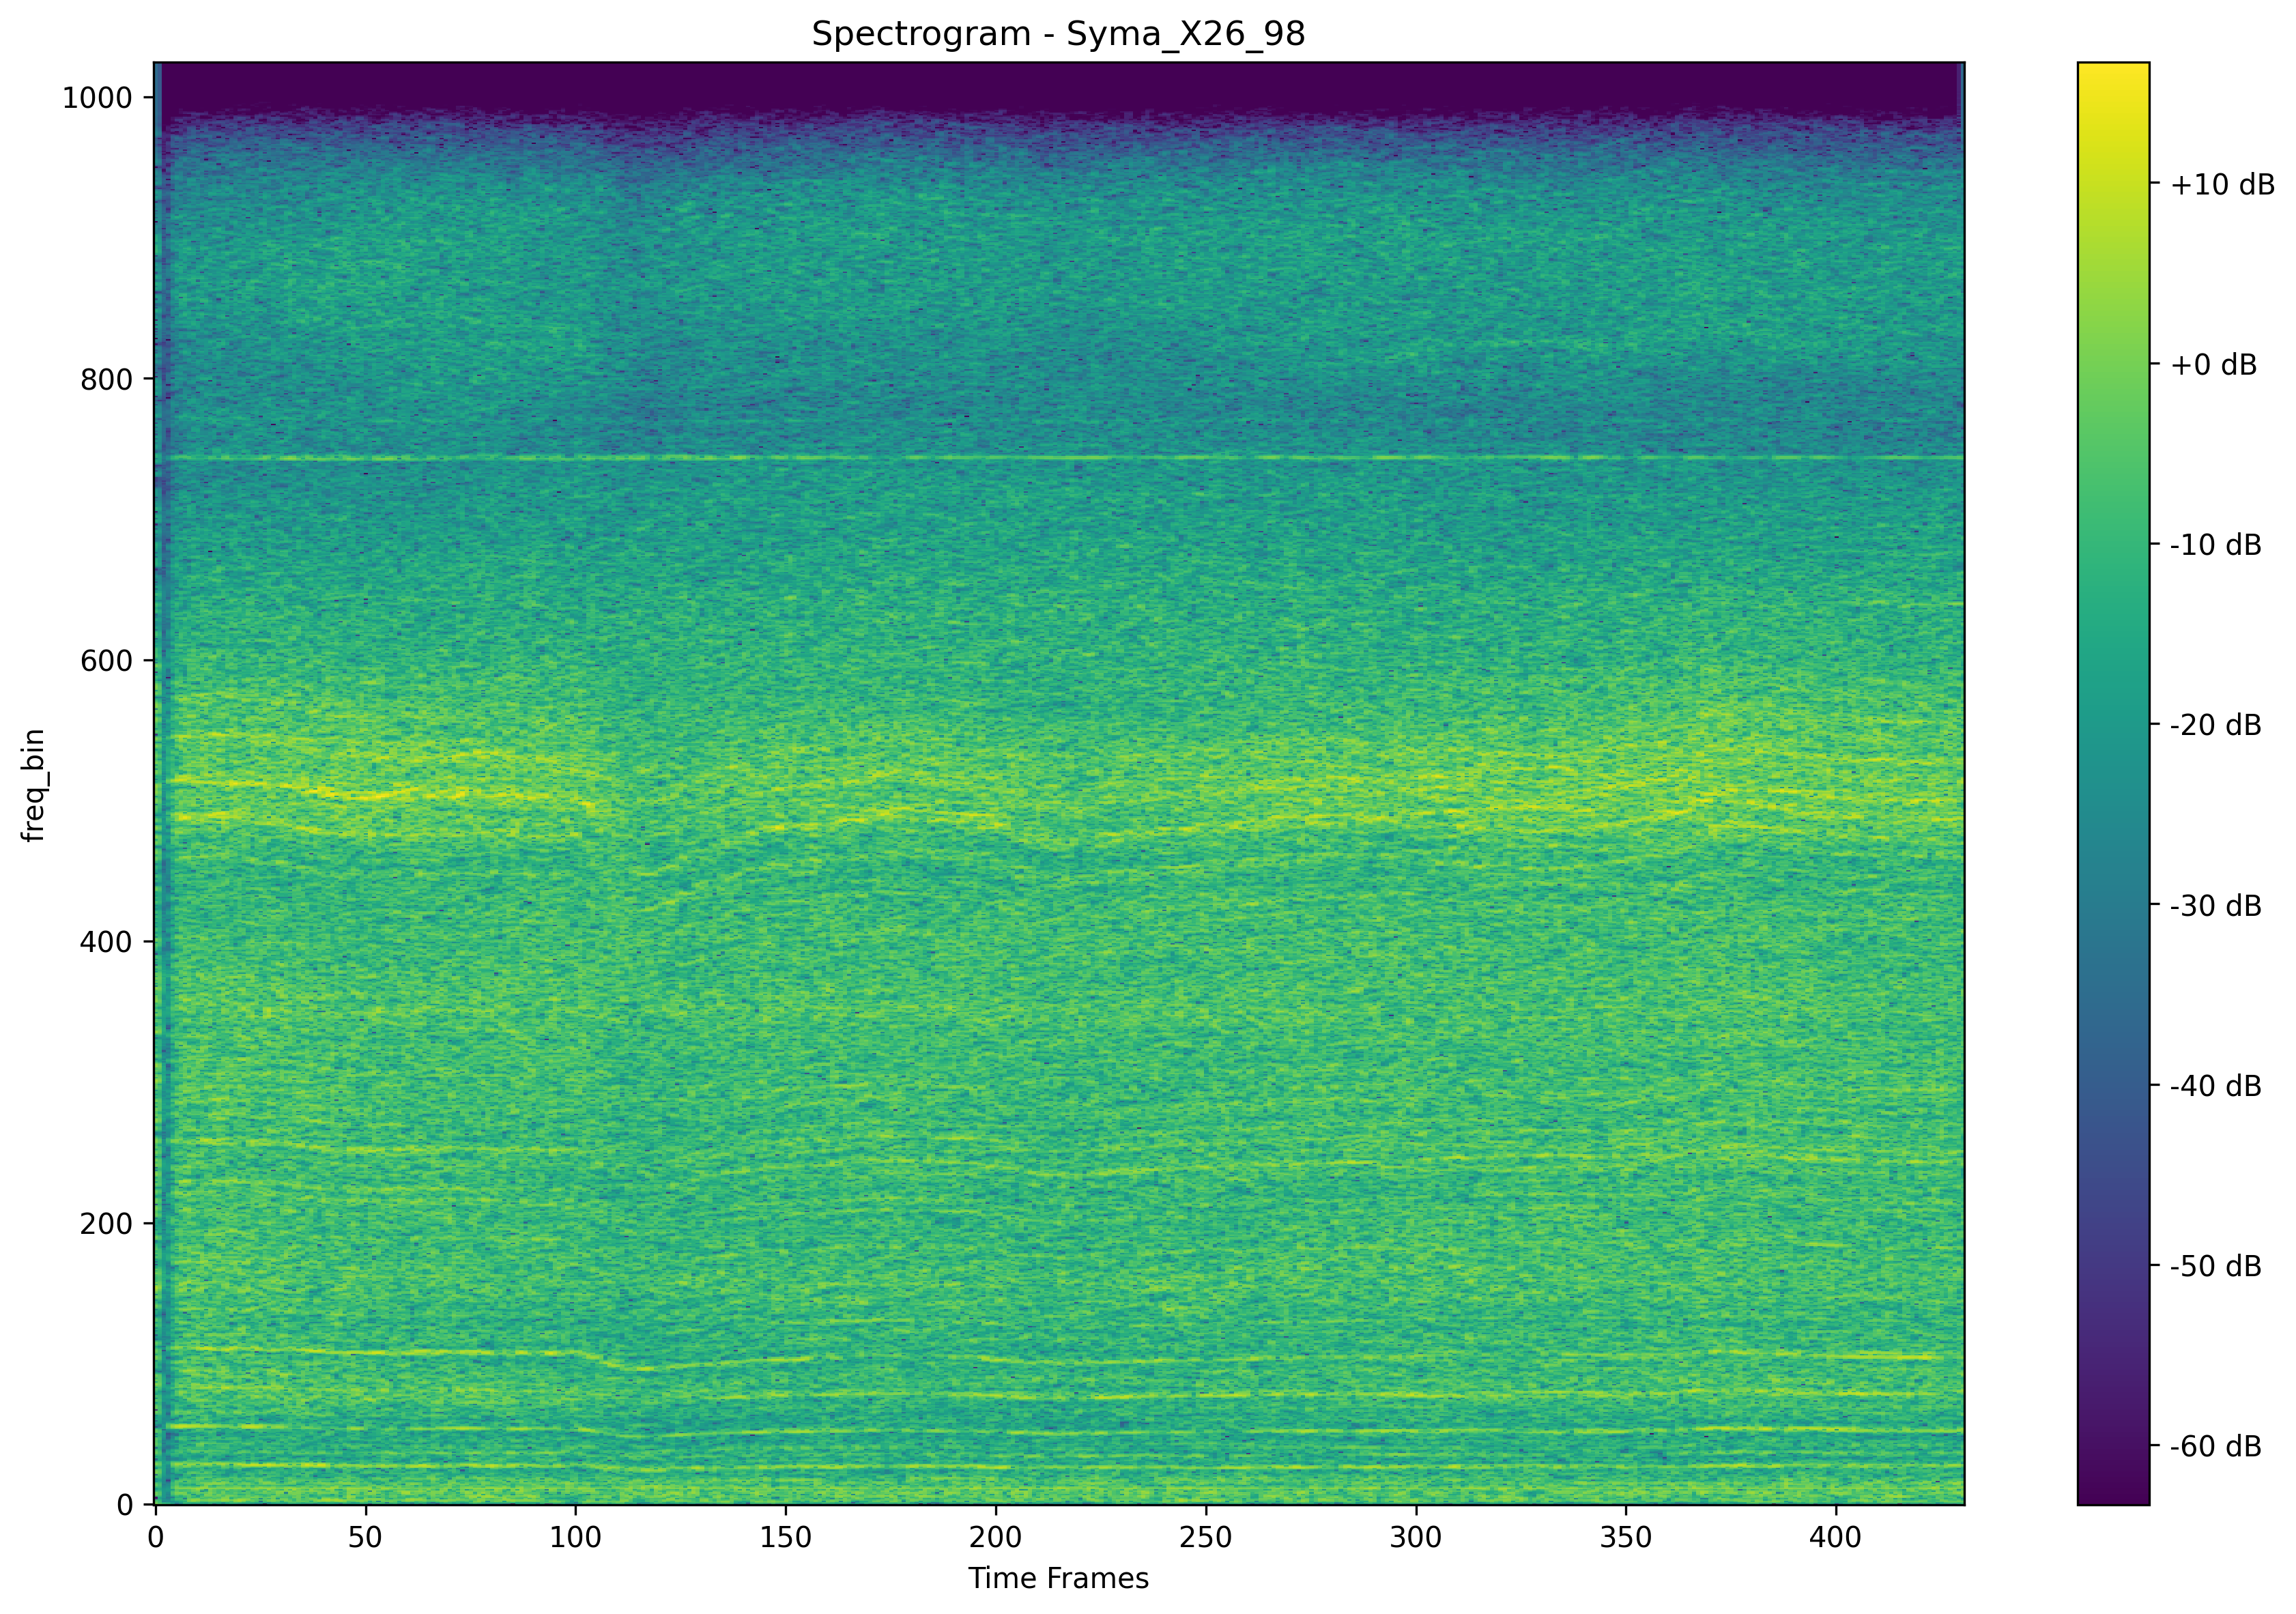 Spectrogram - Syma_X26_98
1000
800
600
400
200
0
freq_bin
0 50 100 150 200 250 300 350 400
Time Frames
+10 dB
+0 dB
-10 dB
-20 dB
-30 dB
-40 dB
-50 dB
-60 dB